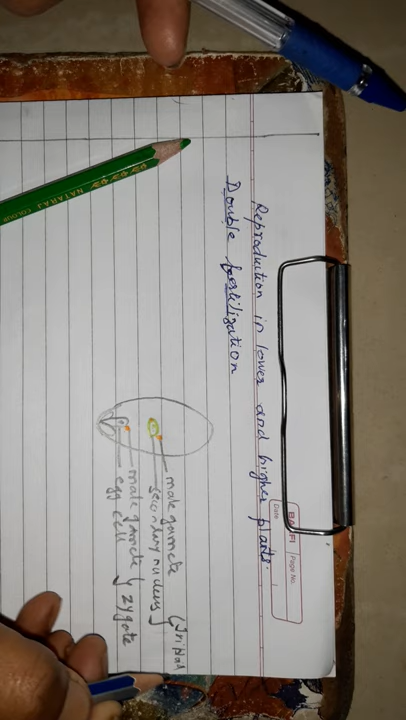 Page No.
Date
Reproduction in lower and higher plants.
Double fertilization
male gamete
secondary nucleus
male gamete
egg cell
} zygote
NATARAJ
COLOUR